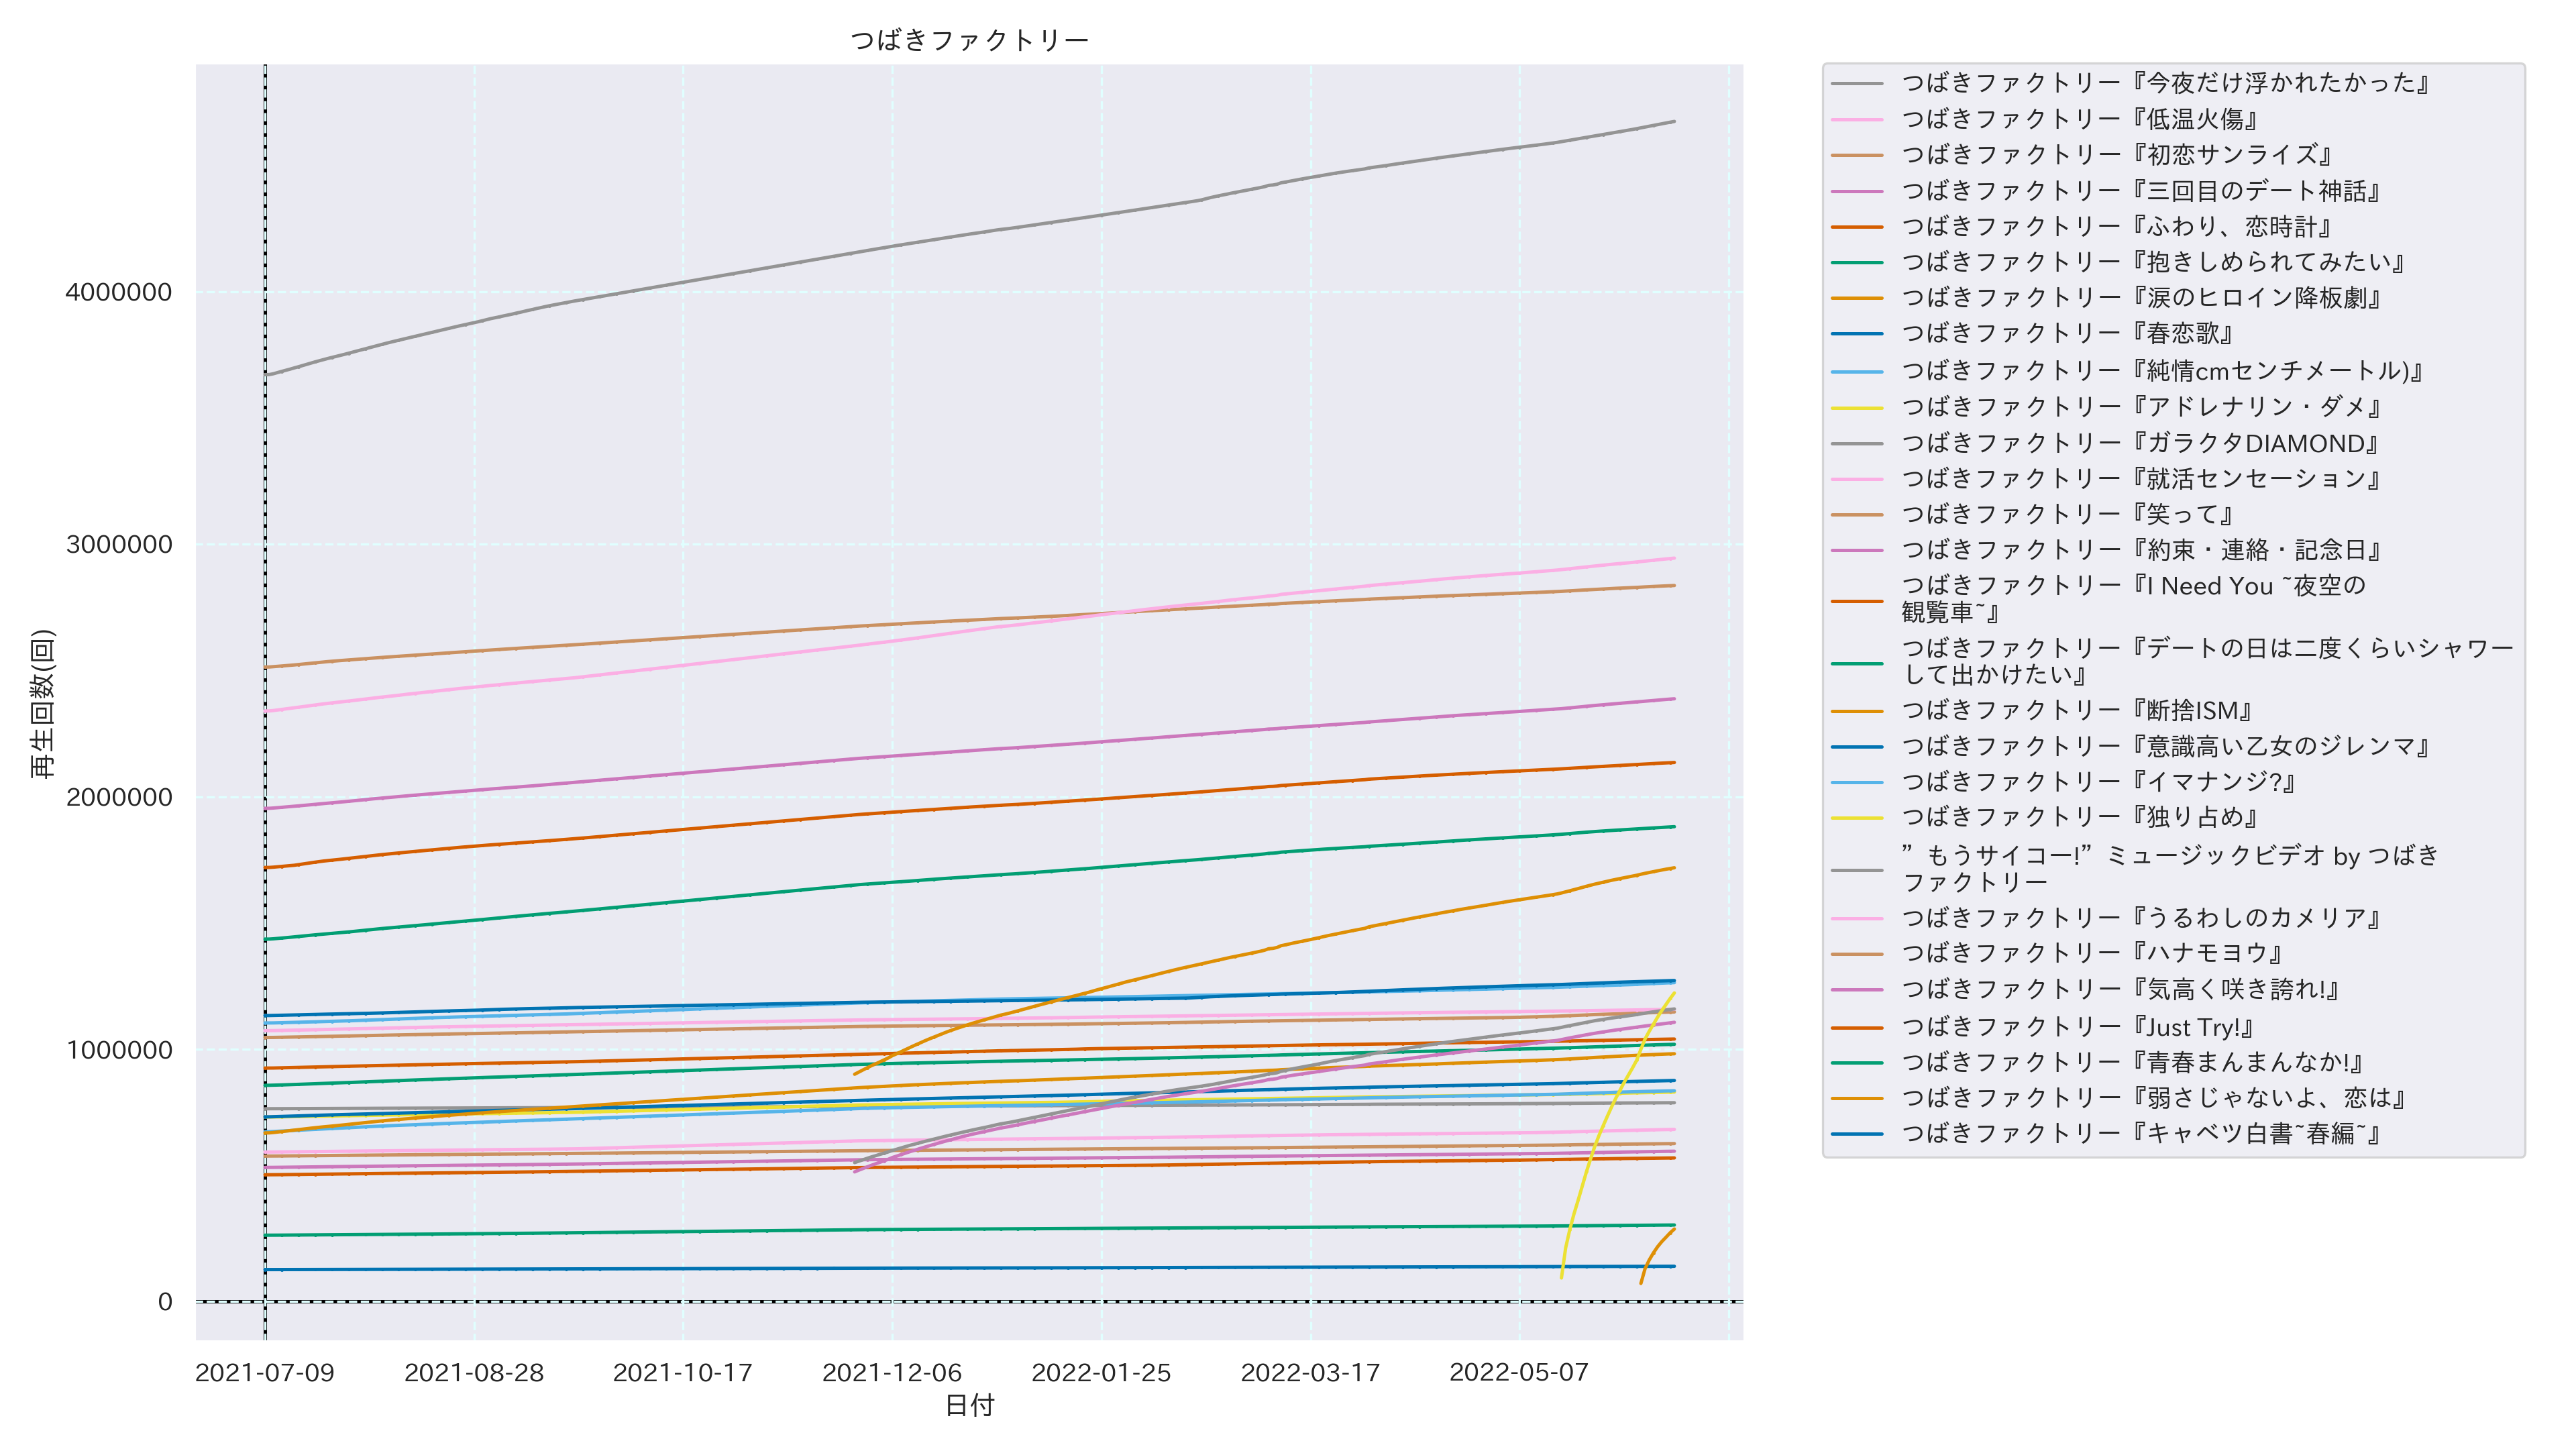 つばきファクトリー
再生回数(回)
4000000
3000000
2000000
1000000
0
2021-07-09
2021-08-28
2021-10-17
2021-12-06
2022-01-25
2022-03-17
2022-05-07
日付
つばきファクトリー『今夜だけ浮かれたかった』
つばきファクトリー『低温火傷』
つばきファクトリー『初恋サンライズ』
つばきファクトリー『三回目のデート神話』
つばきファクトリー『ふわり、恋時計』
つばきファクトリー『抱きしめられてみたい』
つばきファクトリー『涙のヒロイン降板劇』
つばきファクトリー『春恋歌』
つばきファクトリー『純情cmセンチメートル)』
つばきファクトリー『アドレナリン・ダメ』
つばきファクトリー『ガラクタDIAMOND』
つばきファクトリー『就活センセーション』
つばきファクトリー『笑って』
つばきファクトリー『約束・連絡・記念日』
つばきファクトリー『I Need You ~夜空の
観覧車~』
つばきファクトリー『デートの日は二度くらいシャワー
して出かけたい』
つばきファクトリー『断捨ISM』
つばきファクトリー『意識高い乙女のジレンマ』
つばきファクトリー『イマナンジ?』
つばきファクトリー『独り占め』
”もうサイコー!”ミュージックビデオ by つばき
ファクトリー
つばきファクトリー『うるわしのカメリア』
つばきファクトリー『ハナモヨウ』
つばきファクトリー『気高く咲き誇れ!』
つばきファクトリー『Just Try!』
つばきファクトリー『青春まんまんなか!』
つばきファクトリー『弱さじゃないよ、恋は』
つばきファクトリー『キャベツ白書~春編~』